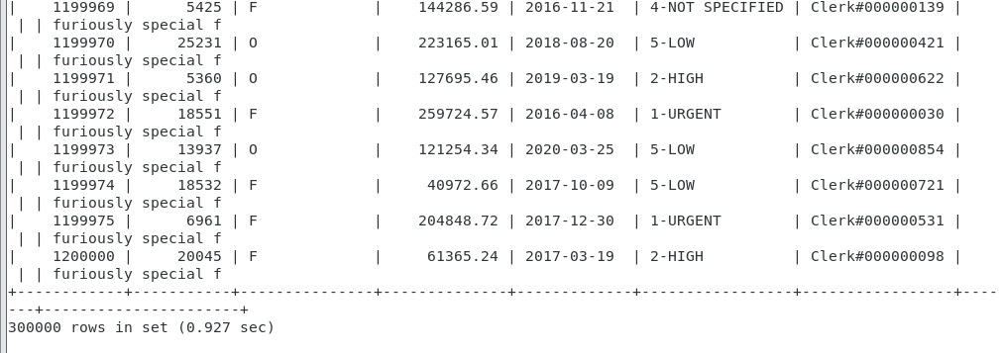 |    1199969 |      5425 | F             |    144286.59 | 2016-11-21  | 4-NOT SPECIFIED | Clerk#000000139 |
 | | furiously special f
|    1199970 |     25231 | O             |    223165.01 | 2018-08-20  | 5-LOW           | Clerk#000000421 |
 | | furiously special f
|    1199971 |      5360 | O             |    127695.46 | 2019-03-19  | 2-HIGH          | Clerk#000000622 |
 | | furiously special f
|    1199972 |     18551 | F             |    259724.57 | 2016-04-08  | 1-URGENT        | Clerk#000000030 |
 | | furiously special f
|    1199973 |     13937 | O             |    121254.34 | 2020-03-25  | 5-LOW           | Clerk#000000854 |
 | | furiously special f
|    1199974 |     18532 | F             |     40972.66 | 2017-10-09  | 5-LOW           | Clerk#000000721 |
 | | furiously special f
|    1199975 |      6961 | F             |    204848.72 | 2017-12-30  | 1-URGENT        | Clerk#000000531 |
 | | furiously special f
|    1200000 |     20045 | F             |     61365.24 | 2017-03-19  | 2-HIGH          | Clerk#000000098 |
 | | furiously special f
+------------+-----------+---------------+--------------+-------------+-----------------+-----------------+----
---+----------------------+
300000 rows in set (0.927 sec)